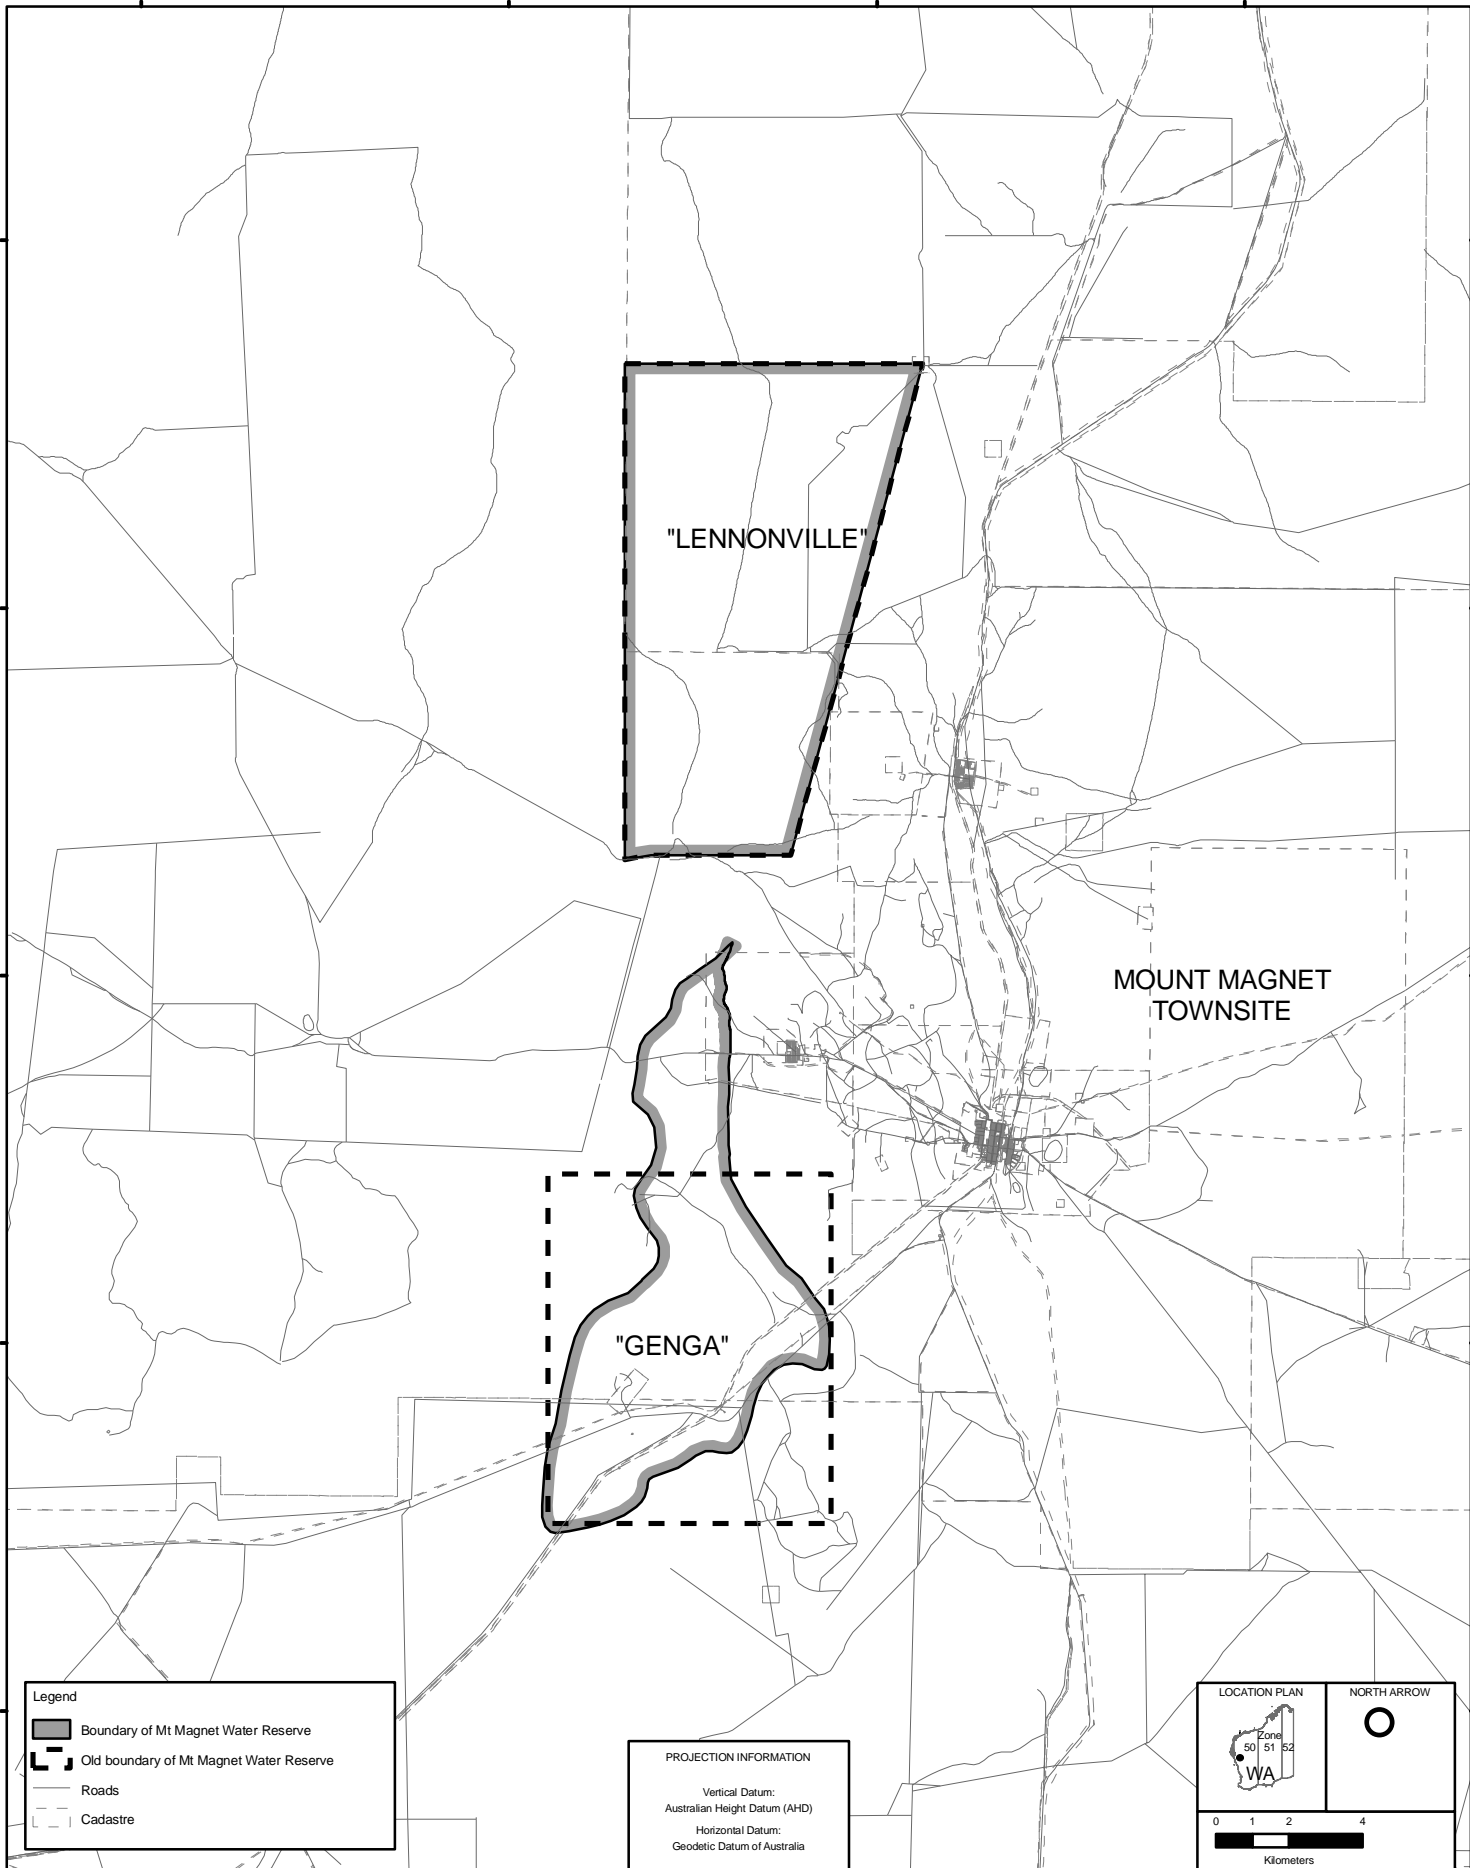 "LENNONVILLE"
MOUNT MAGNET
TOWNSITE
"GENGA"
Legend
Boundary of Mt Magnet Water Reserve
Old boundary of Mt Magnet Water Reserve
Roads
Cadastre
PROJECTION INFORMATION
Vertical Datum:
Australian Height Datum (AHD)
Horizontal Datum:
Geodetic Datum of Australia
LOCATION PLAN
Zone
50 51 52
WA
NORTH ARROW
0 1 2 4
Kilometers